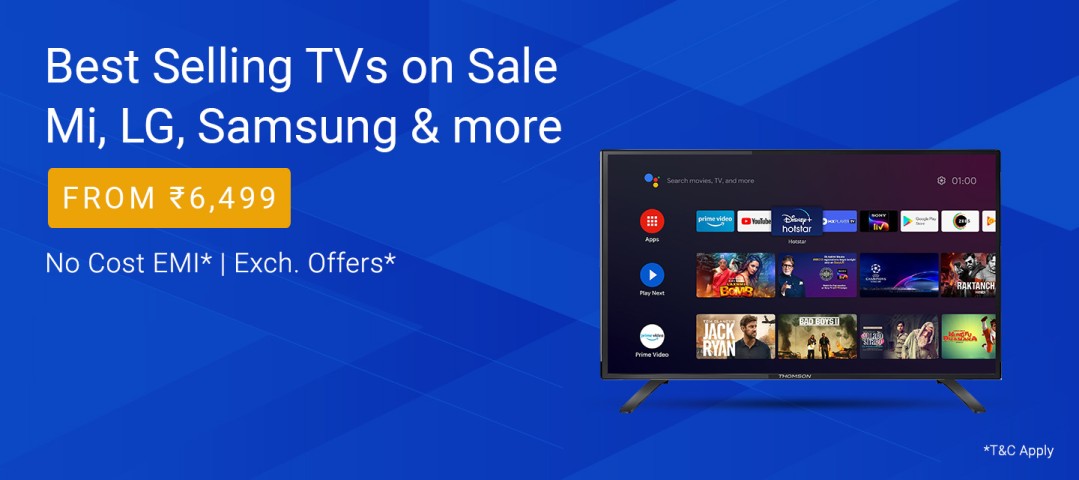 Best Selling TVs on Sale
Mi, LG, Samsung & more
FROM ₹6,499
No Cost EMI* | Exch. Offers*
Search movies, TV, and more
01:00
Apps
prime video
YouTube
Disney+
hotstar
SONY
liv
Google Play
ZEE5
Hotstar
Play Next
BOMB
RAKTANCH
Prime Video
JACK
RYAN
BAD BOYS II
THOMSON
*T&C Apply